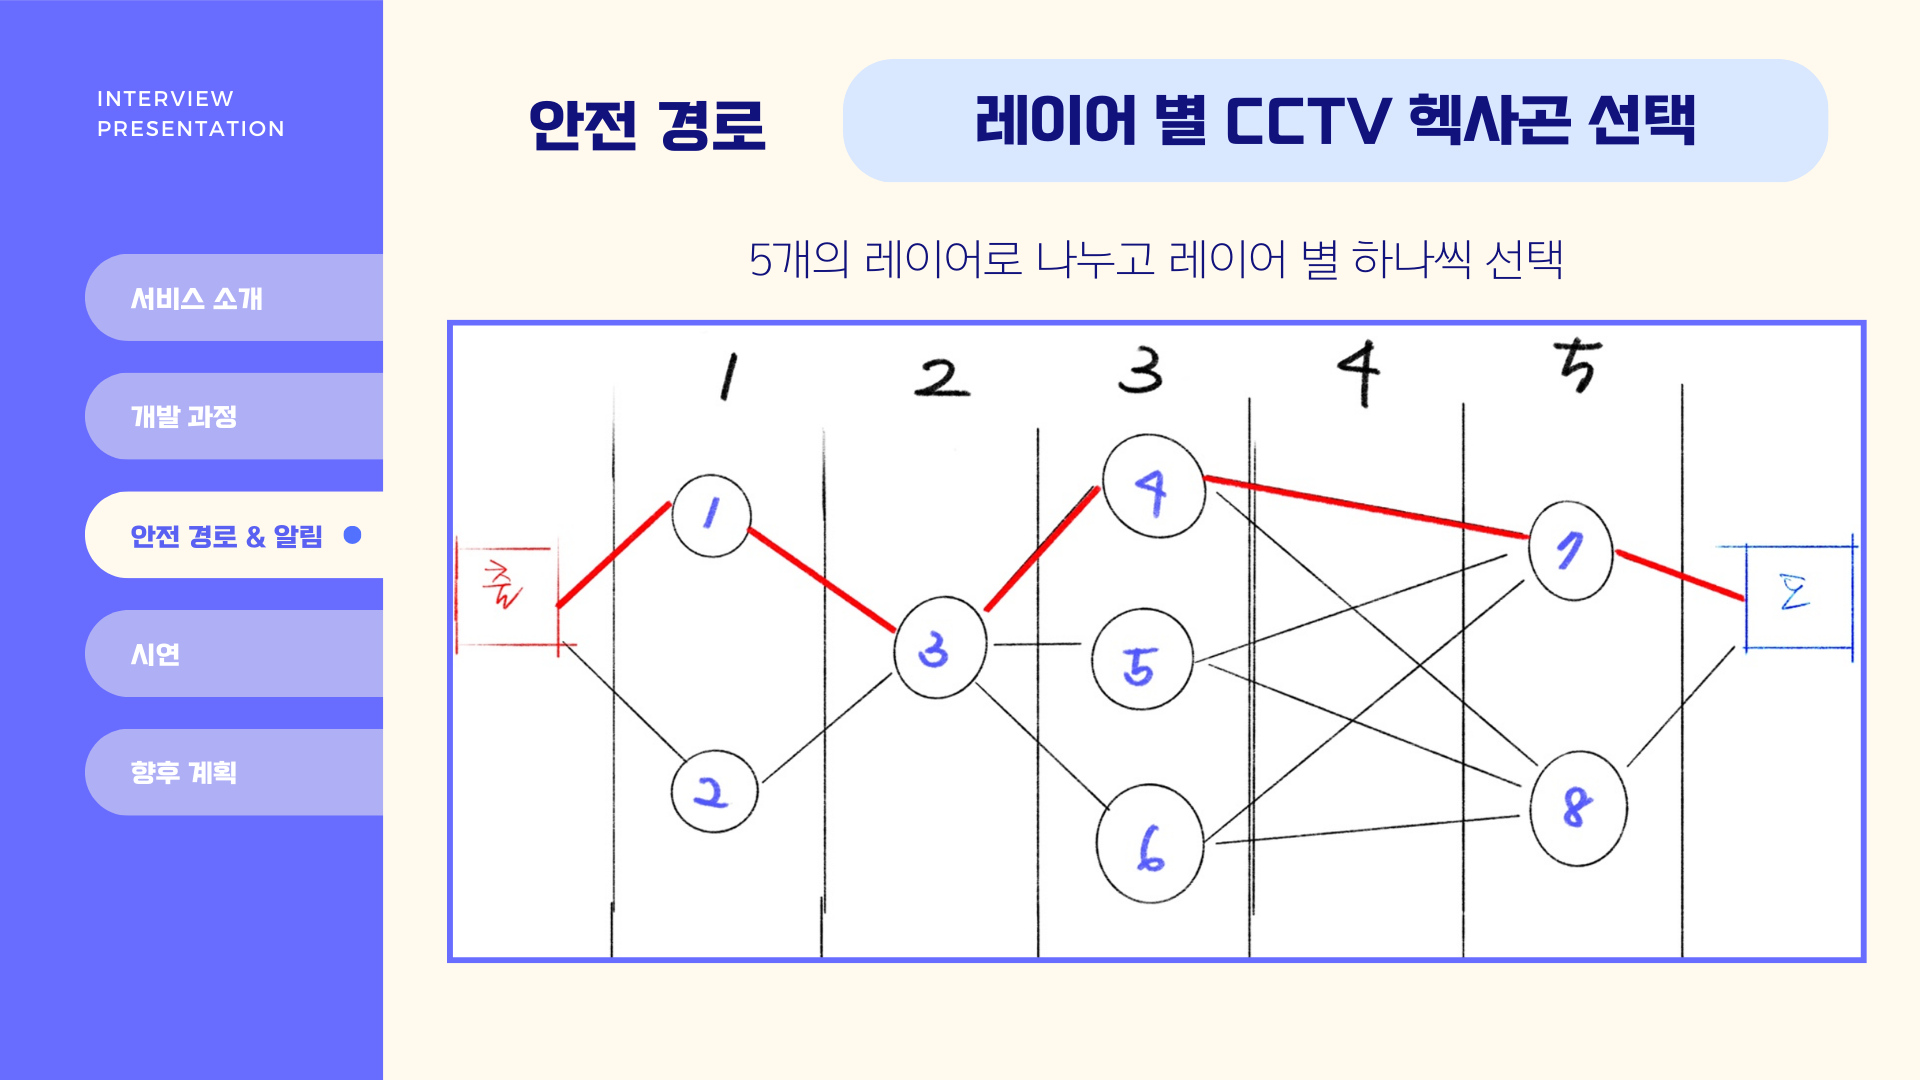 INTERVIEW
PRESENTATION
서비스 소개
개발 과정
안전 경로 & 알림
시연
향후 계획
안전 경로
레이어 별 CCTV 헥사곤 선택
5개의 레이어로 나누고 레이어 별 하나씩 선택
1 2 3 4 5
출 1 2 3 4 5 6 7 8 도